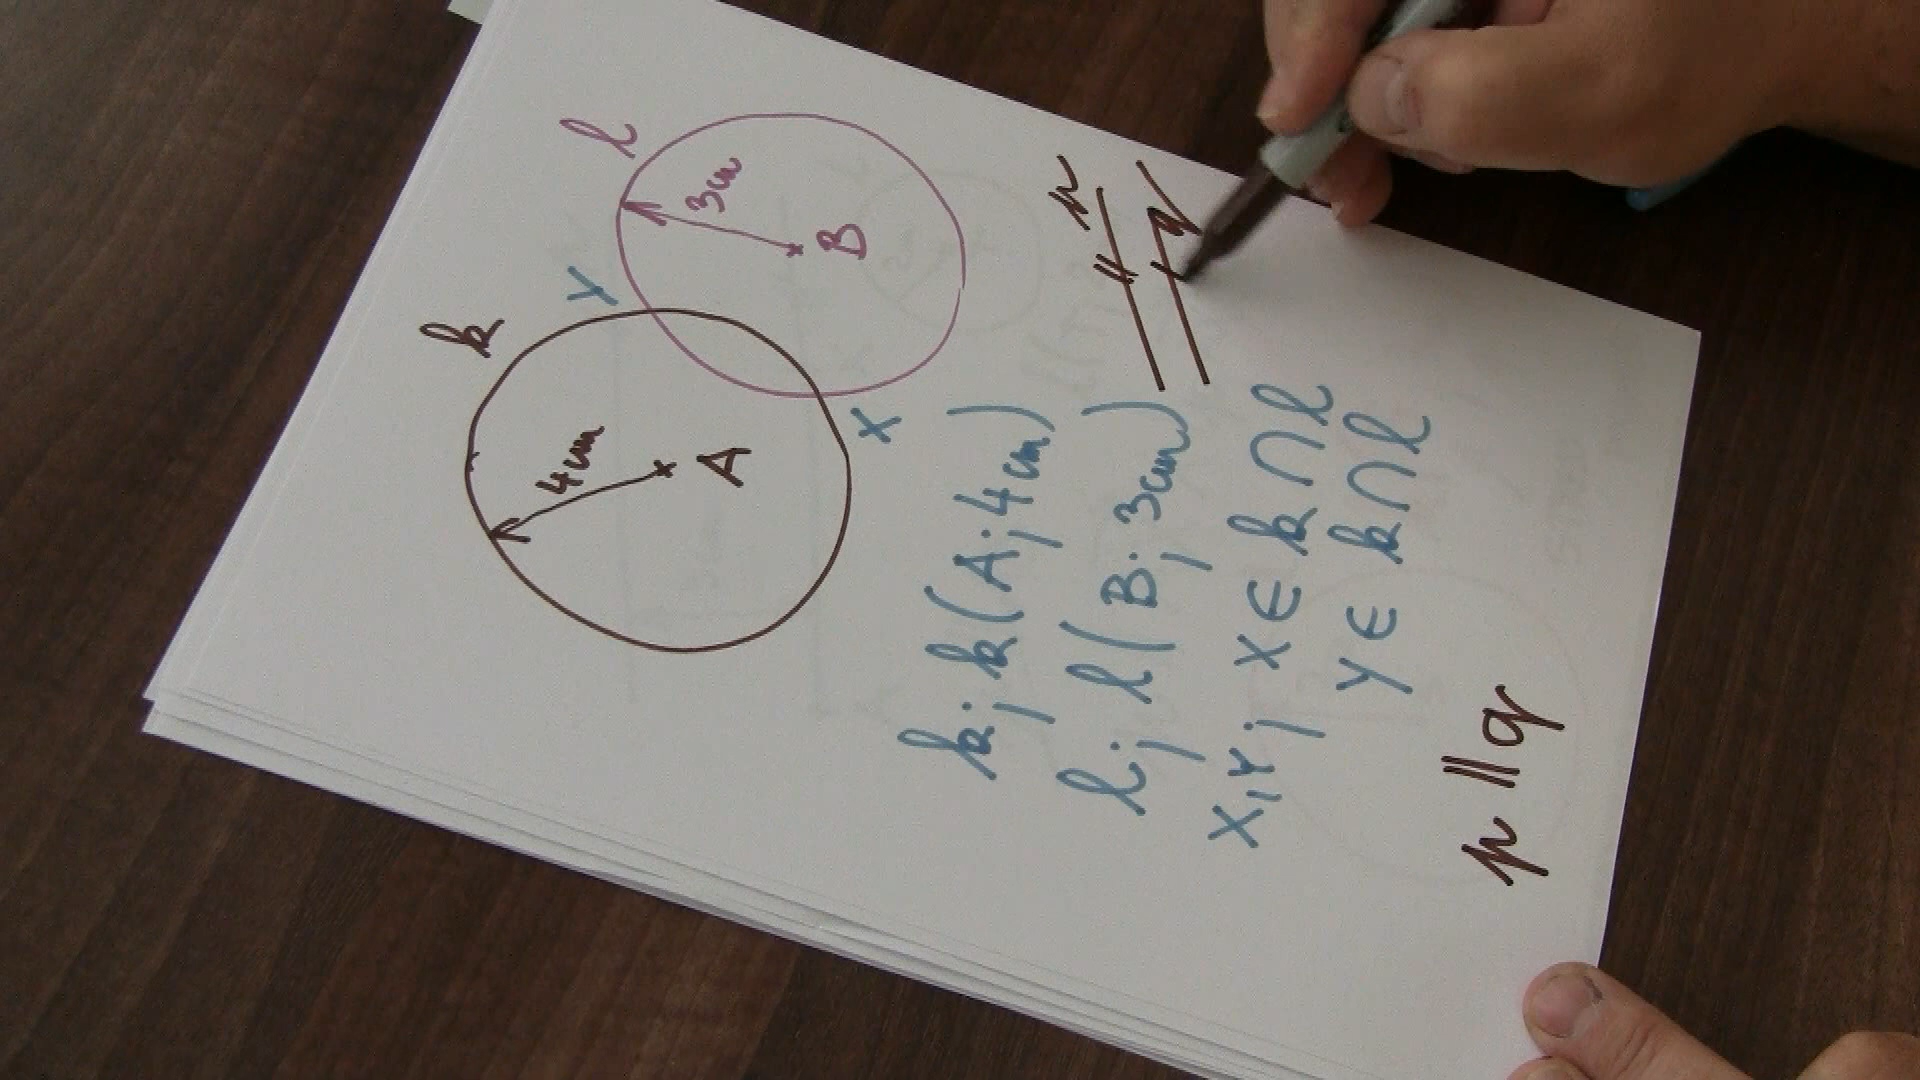 l
3cm
B
Y
k
X
4cm
A
p
q
k; k(A; 4cm)
l; l(B; 3cm)
X,Y; X ∈ k ∩ l
Y ∈ k ∩ l
p ∥ q